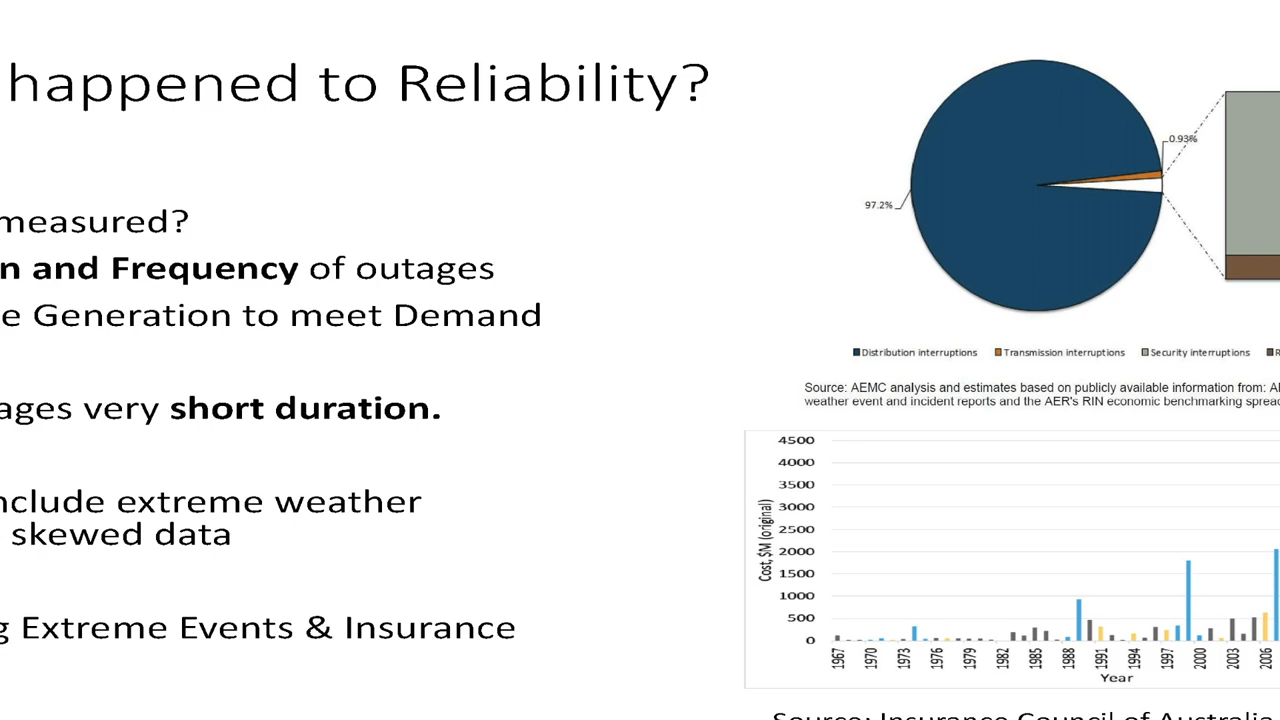 happened to Reliability?
measured?
n and Frequency of outages
e Generation to meet Demand
ages very short duration.
nclude extreme weather
skewed data
g Extreme Events & Insurance
0.93%
97.2%
Distribution interruptions Transmission interruptions Security interruptions R
Source: AEMC analysis and estimates based on publicly available information from: AE
weather event and incident reports and the AER's RIN economic benchmarking sprea
4500
4000
3500
3000
2500
2000
1500
1000
500
0
Cost, $M (original)
1967 1970 1973 1976 1979 1982 1985 1988 1991 1994 1997 2000 2003 2006
Year
Source: Insurance Council of Australia